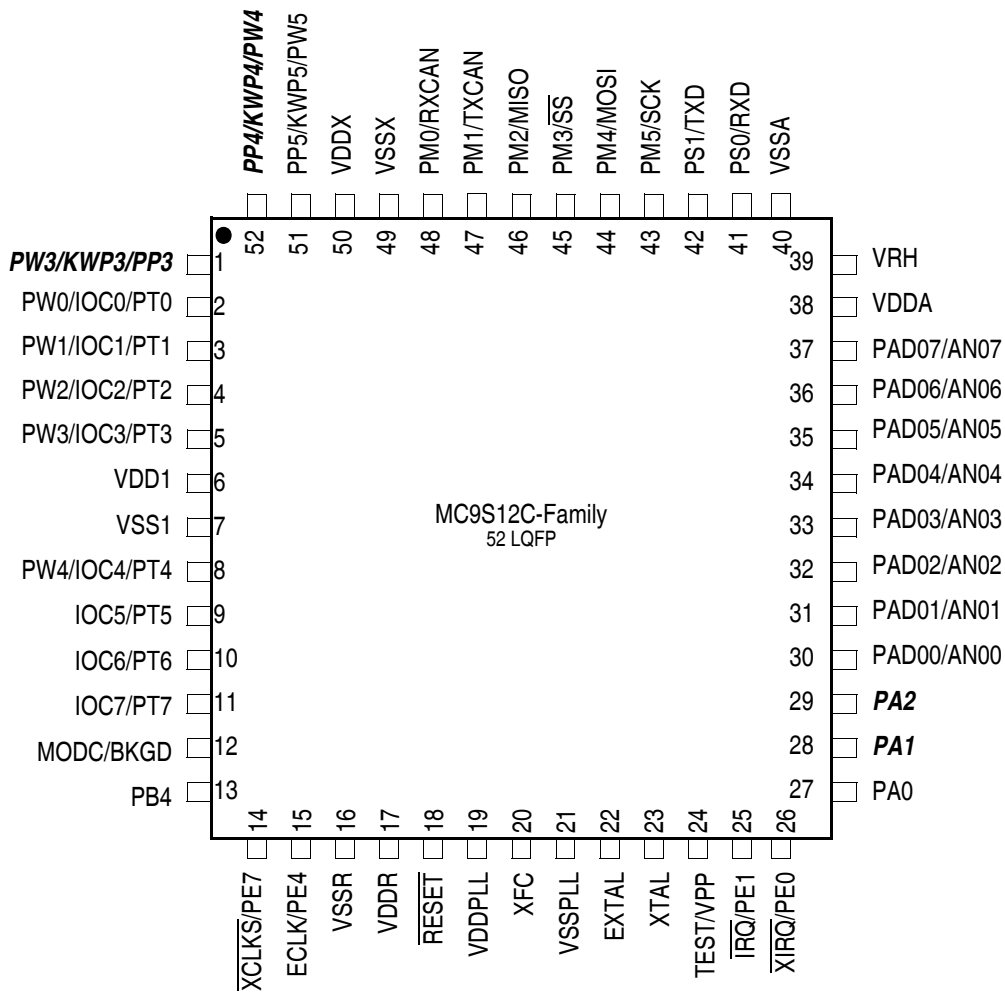 PP4/KWP4/PW4
PP5/KWP5/PW5
VDDX
VSSX
PM0/RXCAN
PM1/TXCAN
PM2/MISO
PM3/S̅S̅
PM4/MOSI
PM5/SCK
PS1/TXD
PS0/RXD
VSSA
52
51
50
49
48
47
46
45
44
43
42
41
40
PW3/KWP3/PP3 1
PW0/IOC0/PT0 2
PW1/IOC1/PT1 3
PW2/IOC2/PT2 4
PW3/IOC3/PT3 5
VDD1 6
VSS1 7
PW4/IOC4/PT4 8
IOC5/PT5 9
IOC6/PT6 10
IOC7/PT7 11
MODC/BKGD 12
PB4 13
MC9S12C-Family
52 LQFP
39 VRH
38 VDDA
37 PAD07/AN07
36 PAD06/AN06
35 PAD05/AN05
34 PAD04/AN04
33 PAD03/AN03
32 PAD02/AN02
31 PAD01/AN01
30 PAD00/AN00
29 PA2
28 PA1
27 PA0
14
15
16
17
18
19
20
21
22
23
24
25
26
X̅C̅L̅K̅S̅/PE7
ECLK/PE4
VSSR
VDDR
R̅E̅S̅E̅T̅
VDDPLL
XFC
VSSPLL
EXTAL
XTAL
TEST/VPP
I̅R̅Q̅/PE1
X̅I̅R̅Q̅/PE0